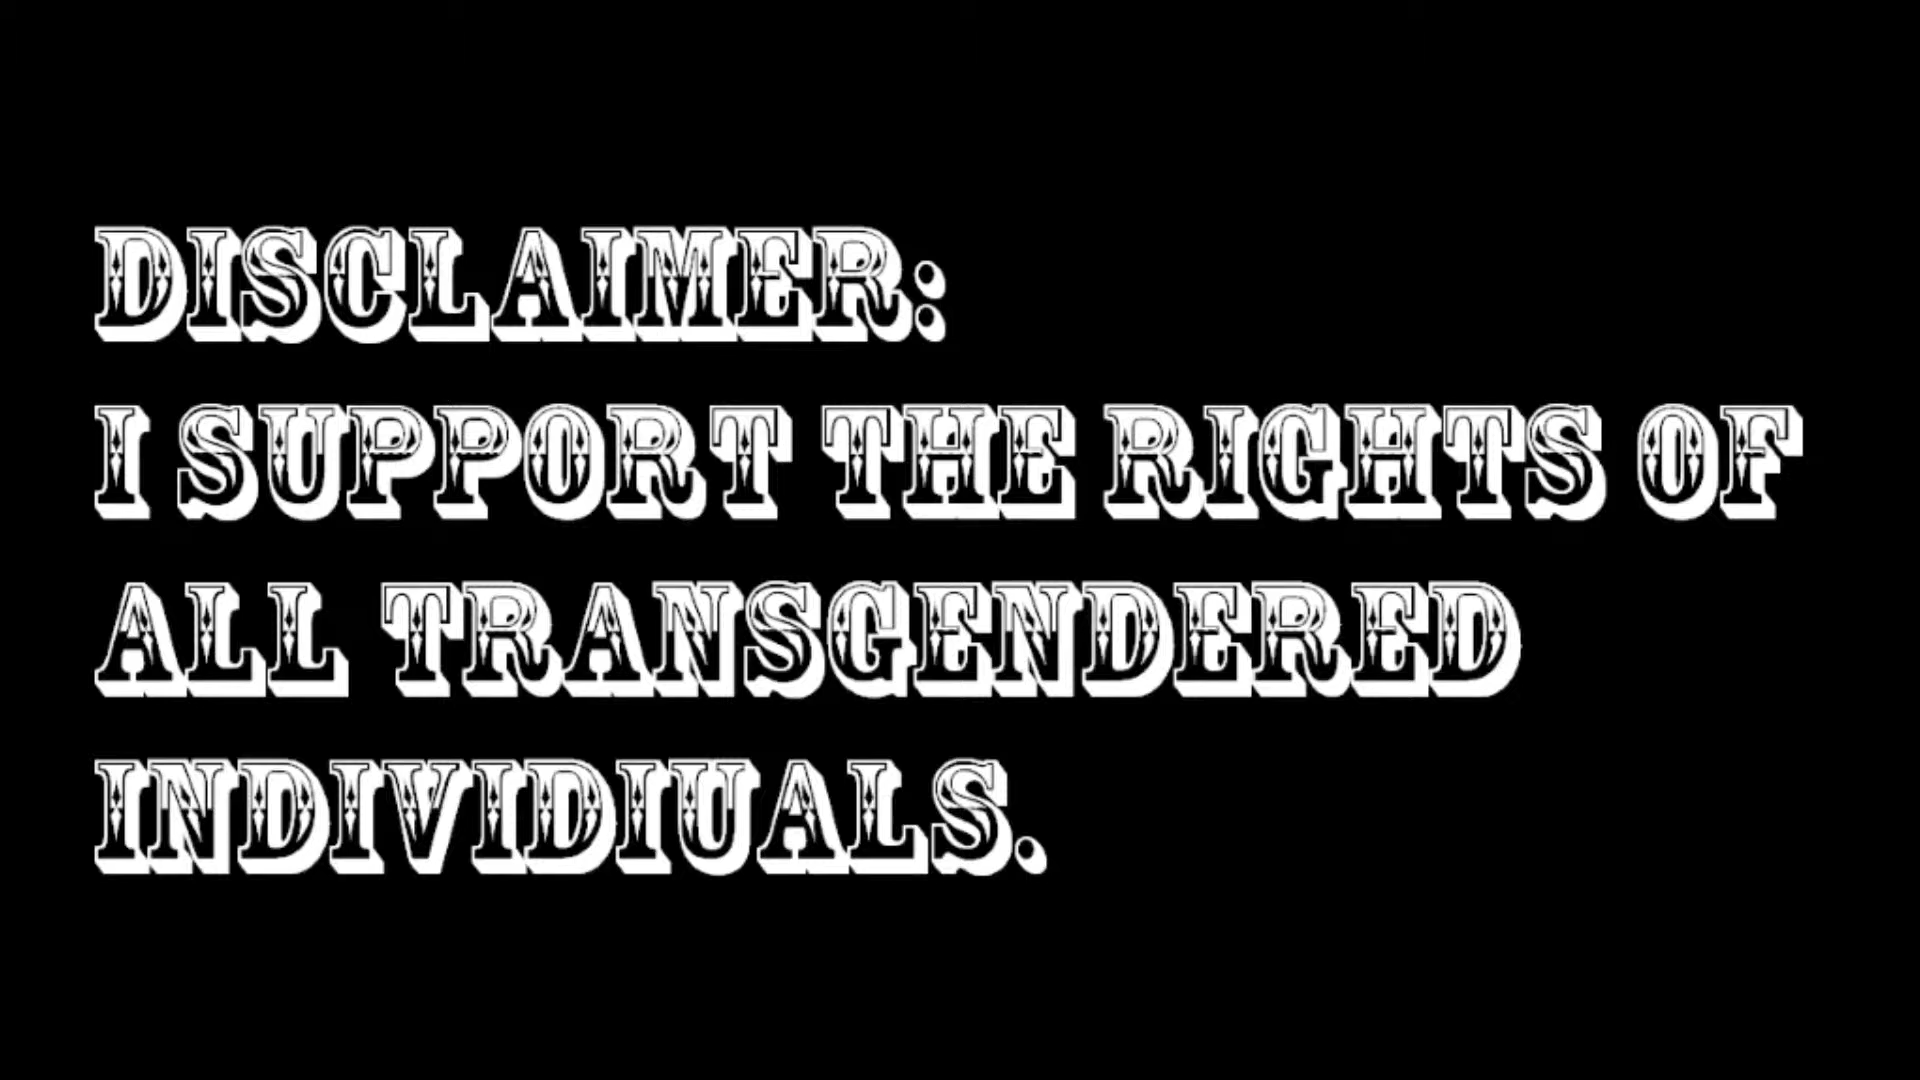 DISCLAIMER:
I SUPPORT THE RIGHTS OF
ALL TRANSGENDERED
INDIVIDIUALS.